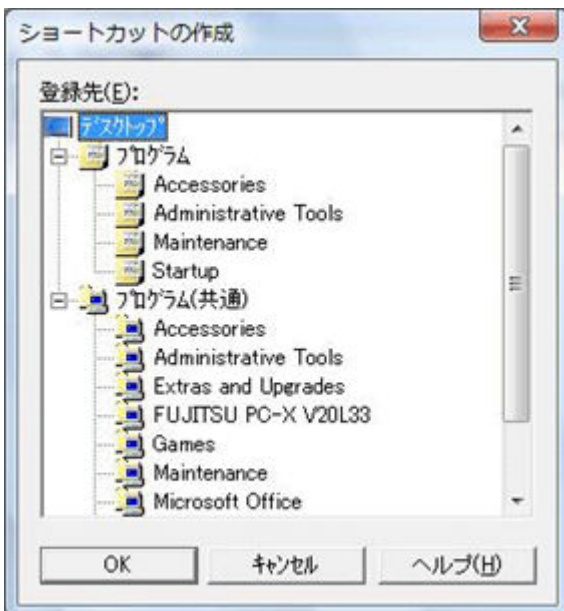 ショートカットの作成
登録先(E):
ﾃﾞｽｸﾄｯﾌﾟ
ﾌﾟﾛｸﾞﾗﾑ
Accessories
Administrative Tools
Maintenance
Startup
ﾌﾟﾛｸﾞﾗﾑ(共通)
Accessories
Administrative Tools
Extras and Upgrades
FUJITSU PC-X V20L33
Games
Maintenance
Microsoft Office
OK
ｷｬﾝｾﾙ
ヘルプ(H)